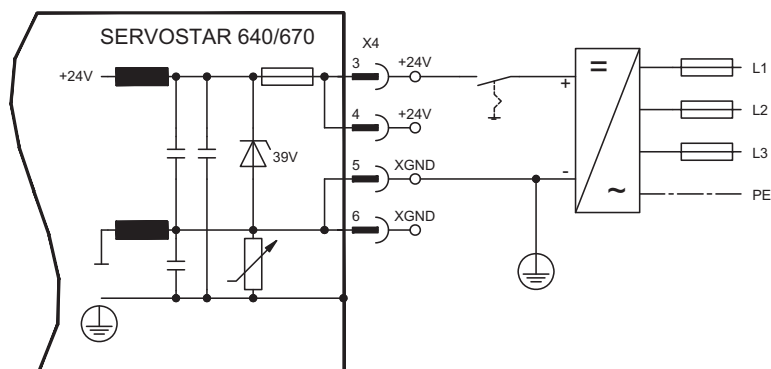 SERVOSTAR 640/670
X4
+24V
3
+24V
4
+24V
39V
5
XGND
6
XGND
+
-
=
~
L1
L2
L3
PE